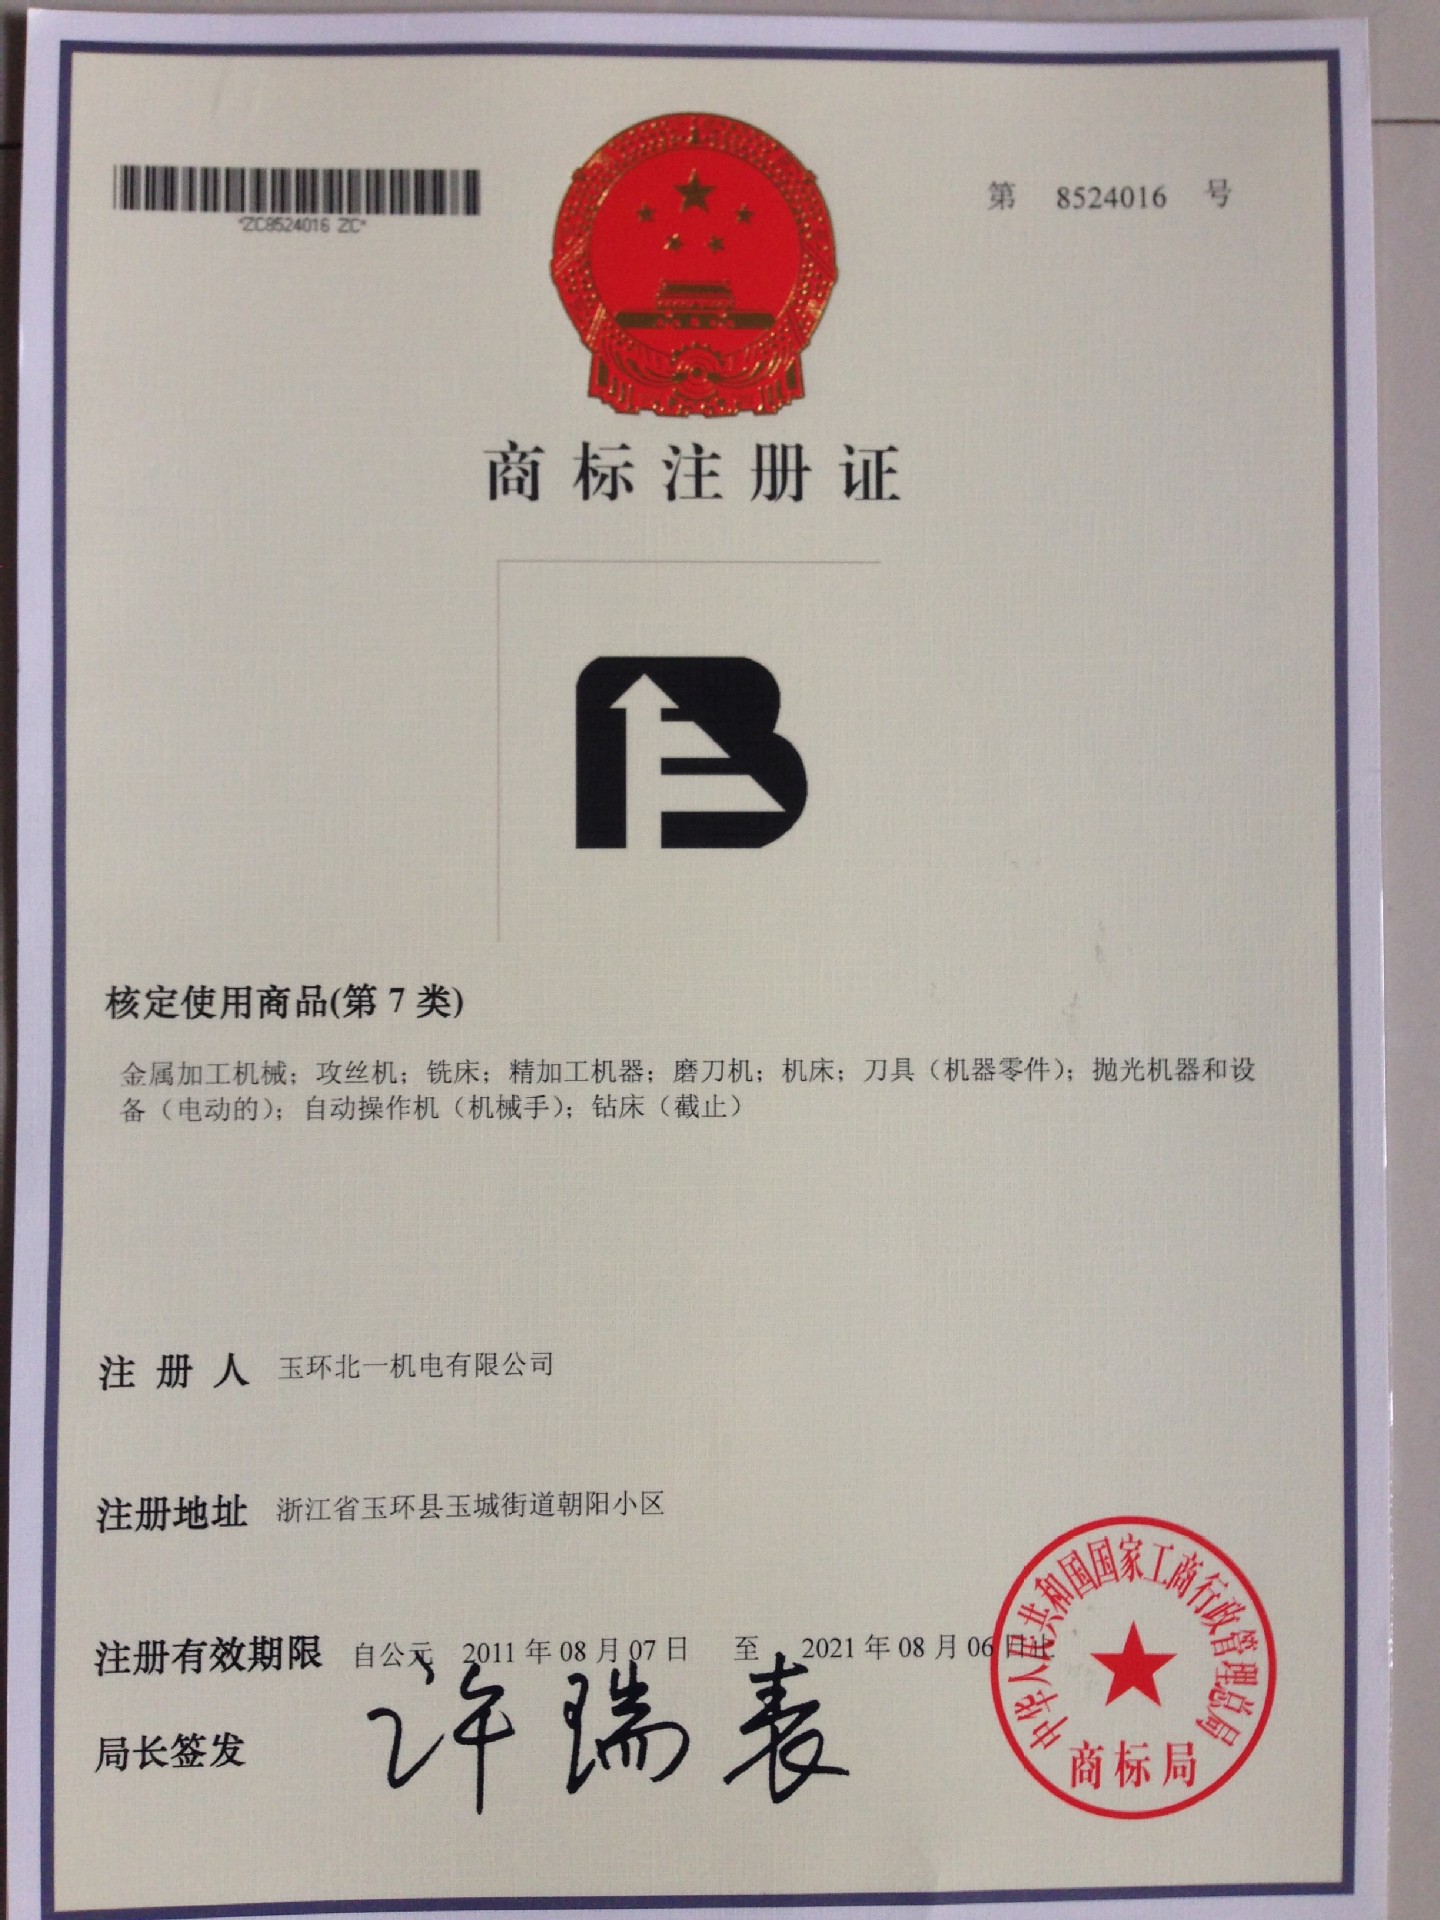 *ZC8524016 ZC*
第 8524016 号
商标注册证
B
核定使用商品(第 7 类)
金属加工机械；攻丝机；铣床；精加工机器；磨刀机；机床；刀具（机器零件）；抛光机器和设
备（电动的）；自动操作机（机械手）；钻床（截止）
注册人 玉环北一机电有限公司
注册地址 浙江省玉环县玉城街道朝阳小区
注册有效期限 自公元 2011 年 08 月 07 日 至 2021 年 08 月 06 日止
局长签发 许瑞表
中华人民共和国国家工商行政管理总局
商标局